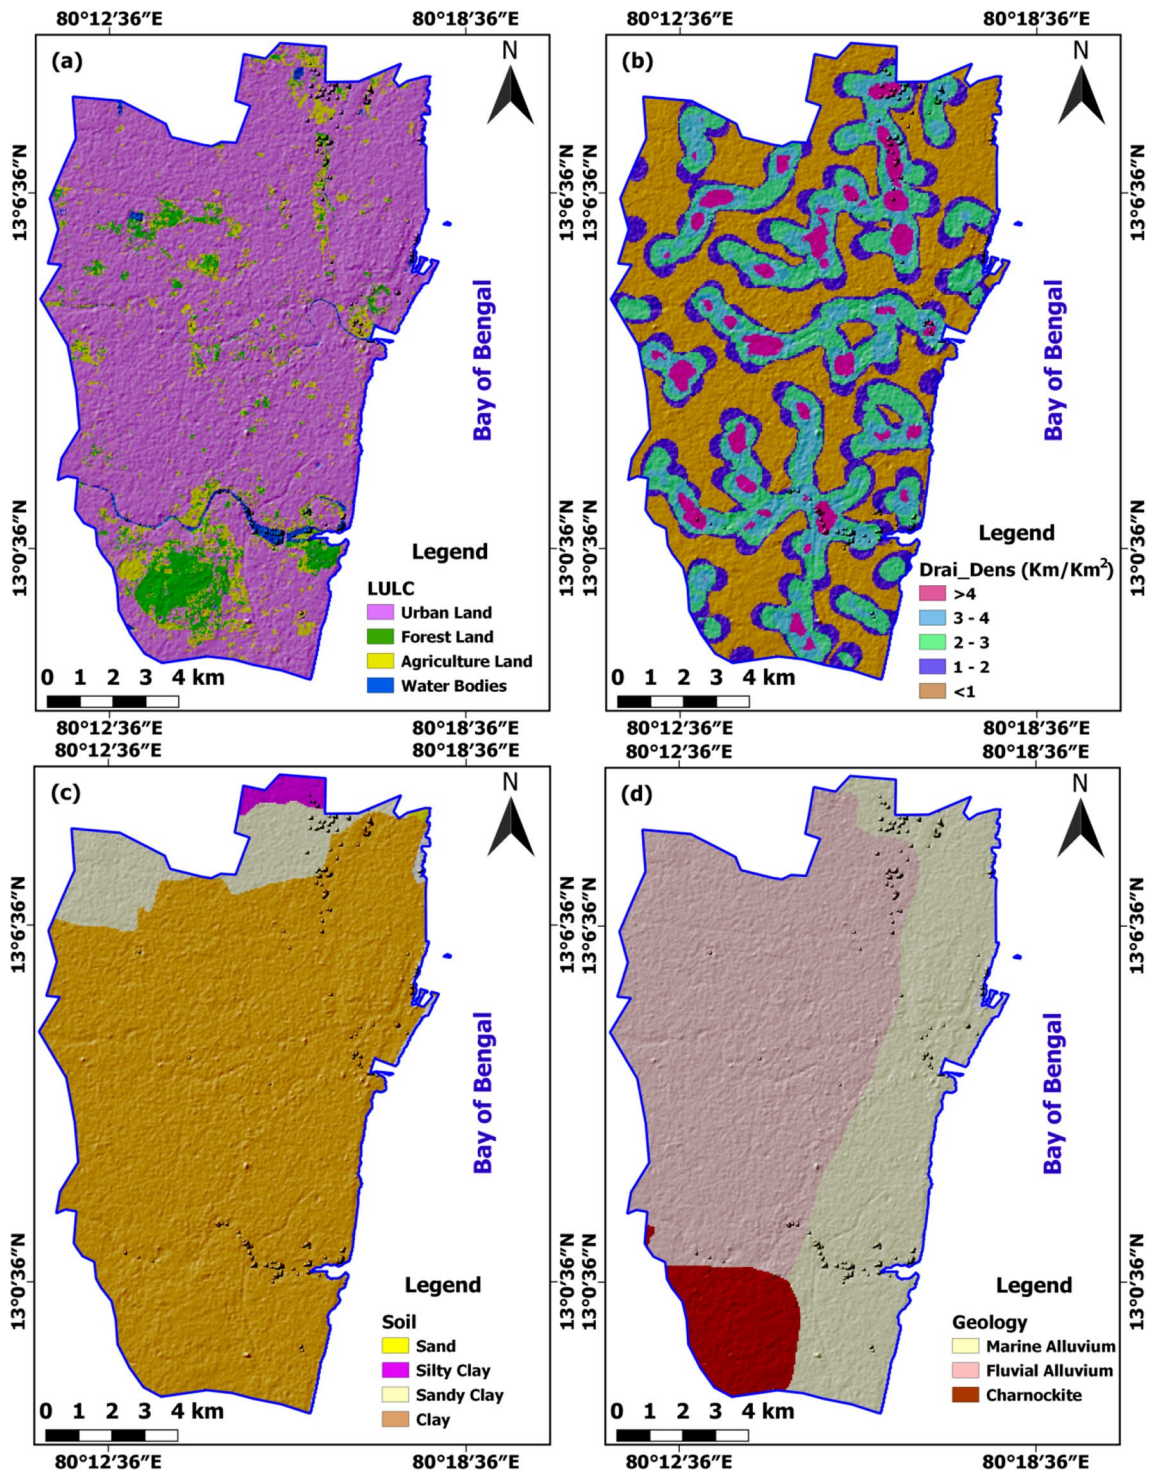 80°12′36″E 80°18′36″E 80°12′36″E 80°18′36″E
(a) N (b) N
13°6′36″N 13°6′36″N 13°6′36″N
Bay of Bengal Bay of Bengal
13°0′36″N 13°0′36″N 13°0′36″N
Legend
LULC
Urban Land
Forest Land
Agriculture Land
Water Bodies
0 1 2 3 4 km
Legend
Drai_Dens (Km/Km²)
>4
3 - 4
2 - 3
1 - 2
<1
0 1 2 3 4 km
80°12′36″E 80°18′36″E 80°12′36″E 80°18′36″E
80°12′36″E 80°18′36″E 80°12′36″E 80°18′36″E
(c) N (d) N
13°6′36″N 13°6′36″N 13°6′36″N 13°6′36″N
Bay of Bengal Bay of Bengal
13°0′36″N 13°0′36″N 13°0′36″N 13°0′36″N
Legend
Soil
Sand
Silty Clay
Sandy Clay
Clay
0 1 2 3 4 km
Legend
Geology
Marine Alluvium
Fluvial Alluvium
Charnockite
0 1 2 3 4 km
80°12′36″E 80°18′36″E 80°12′36″E 80°18′36″E